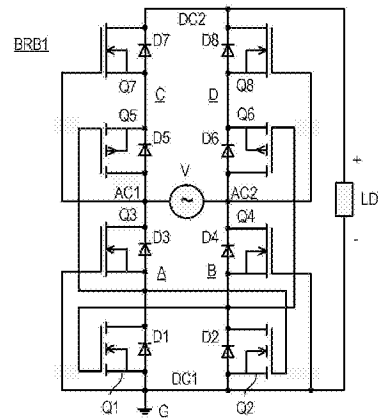 DC2
BRB1
D7 D8
Q7 C D Q8
Q5 Q6
D5 D6
V
AC1 ~ AC2
+
LD
-
Q3 Q4
D3 D4
A B
D1 D2
DC1
Q1 G Q2